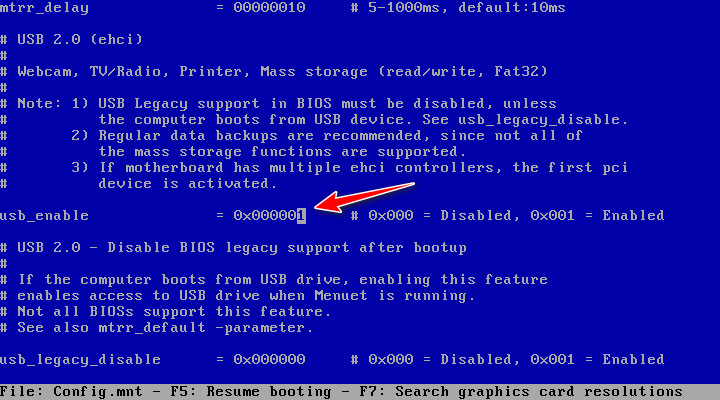 mtrr_delay = 00000010 # 5-1000ms, default:10ms
# USB 2.0 (ehci)
#
# Webcam, TV/Radio, Printer, Mass storage (read/write, Fat32)
#
# Note: 1) USB Legacy support in BIOS must be disabled, unless
# the computer boots from USB device. See usb_legacy_disable.
# 2) Regular data backups are recommended, since not all of
# the mass storage functions are supported.
# 3) If motherboard has multiple ehci controllers, the first pci
# device is activated.
usb_enable = 0x000001 # 0x000 = Disabled, 0x001 = Enabled
# USB 2.0 - Disable BIOS legacy support after bootup
#
# If the computer boots from USB drive, enabling this feature
# enables access to USB drive when Menuet is running.
# Not all BIOSs support this feature.
# See also mtrr_default -parameter.
usb_legacy_disable = 0x000000 # 0x000 = Disabled, 0x001 = Enabled
File: Config.mnt - F5: Resume booting - F7: Search graphics card resolutions